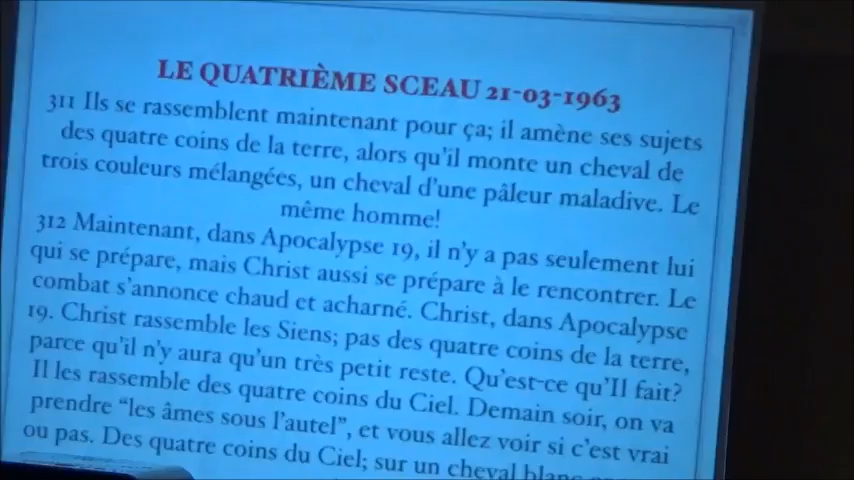 LE QUATRIÈME SCEAU 21-03-1963
311 Ils se rassemblent maintenant pour ça; il amène ses sujets
des quatre coins de la terre, alors qu'il monte un cheval de
trois couleurs mélangées, un cheval d'une pâleur maladive. Le
même homme!
312 Maintenant, dans Apocalypse 19, il n'y a pas seulement lui
qui se prépare, mais Christ aussi se prépare à le rencontrer. Le
combat s'annonce chaud et acharné. Christ, dans Apocalypse
19. Christ rassemble les Siens; pas des quatre coins de la terre,
parce qu'il n'y aura qu'un très petit reste. Qu'est-ce qu'Il fait?
Il les rassemble des quatre coins du Ciel. Demain soir, on va
prendre “les âmes sous l'autel”, et vous allez voir si c'est vrai
ou pas. Des quatre coins du Ciel; sur un cheval blanc